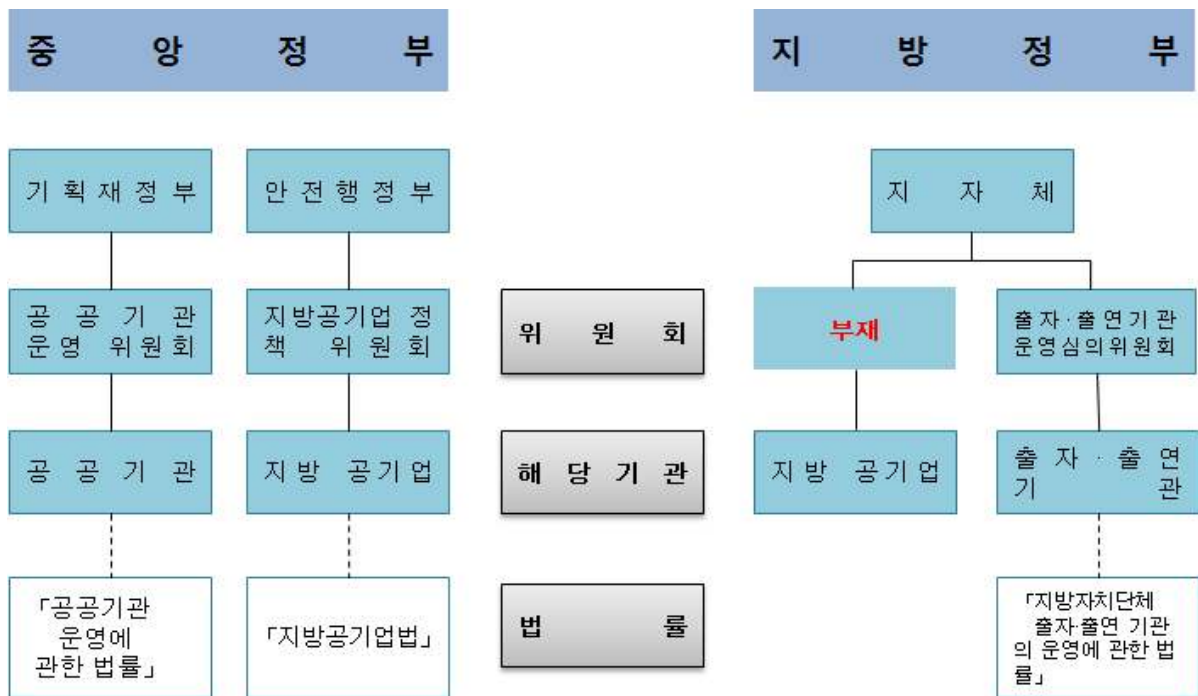 중 앙 정 부
지 방 정 부
기 획 재 정 부
안 전 행 정 부
지 자 체
공 공 기 관
운 영 위 원 회
지 방 공 기 업 정
책 위 원 회
위 원 회
부재
출 자 · 출 연 기 관
운 영 심 의 위 원 회
공 공 기 관
지 방 공 기 업
해 당 기 관
지 방 공 기 업
출 자 · 출 연
기 관
「공공기관
운영에
관한 법률」
「지방공기업법」
법 률
「지방자치단체
출자·출연 기관
의 운영에 관한 법
률」